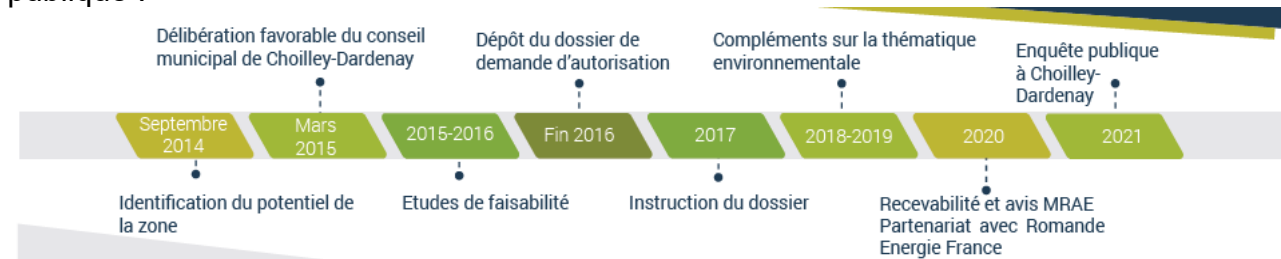 publique :
Délibération favorable du conseil
municipal de Choilley-Dardenay
Dépôt du dossier de
demande d'autorisation
Compléments sur la thématique
environnementale
Enquête publique
à Choilley-
Dardenay
Septembre
2014
Mars
2015
2015-2016
Fin 2016
2017
2018-2019
2020
2021
Identification du potentiel de
la zone
Etudes de faisabilité
Instruction du dossier
Recevabilité et avis MRAE
Partenariat avec Romande
Energie France